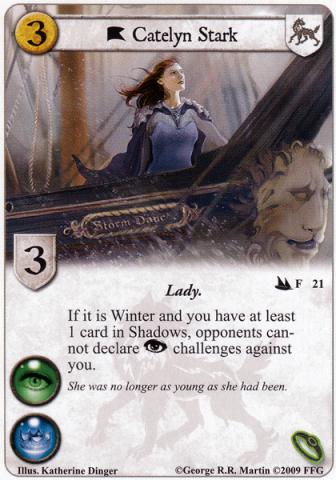 3 Catelyn Stark
Storm Dancer
3
Lady.
F 21
If it is Winter and you have at least
1 card in Shadows, opponents can-
not declare challenges against
you.
She was no longer as young as she had been.
Illus. Katherine Dinger ©George R.R. Martin ©2009 FFG